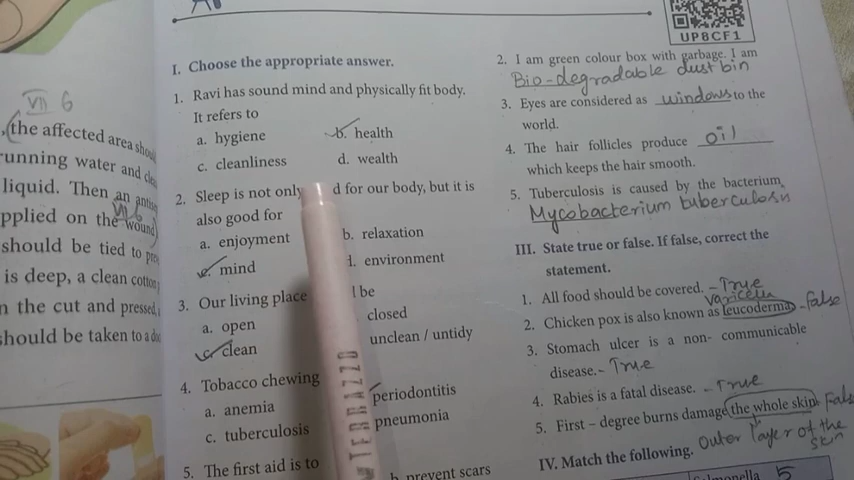 VII 6
the affected area
running water and
liquid. Then an
VII 6
applied on the wound
should be tied to
is deep, a clean cotton
the cut and pressed,
should be taken to a
UP8CF1
I. Choose the appropriate answer.
1. Ravi has sound mind and physically fit body.
It refers to
a. hygiene b. health
c. cleanliness d. wealth
2. Sleep is not only d for our body, but it is
also good for
a. enjoyment b. relaxation
c. mind d. environment
3. Our living place l be
a. open closed
c. clean unclean / untidy
4. Tobacco chewing
a. anemia periodontitis
c. tuberculosis pneumonia
5. The first aid is to
b. prevent scars
2. I am green colour box with garbage. I am
Bio-degradable dust bin
3. Eyes are considered as windows to the
world.
4. The hair follicles produce oil
which keeps the hair smooth.
5. Tuberculosis is caused by the bacterium
Mycobacterium tuberculosis
III. State true or false. If false, correct the
statement.
1. All food should be covered. - True
varicella
2. Chicken pox is also known as leucoderma - False
3. Stomach ulcer is a non- communicable
disease. - True
4. Rabies is a fatal disease. - True
5. First – degree burns damage the whole skin.
outer layer of the
skin
IV. Match the following.
Salmonella 5
TERRAZZO